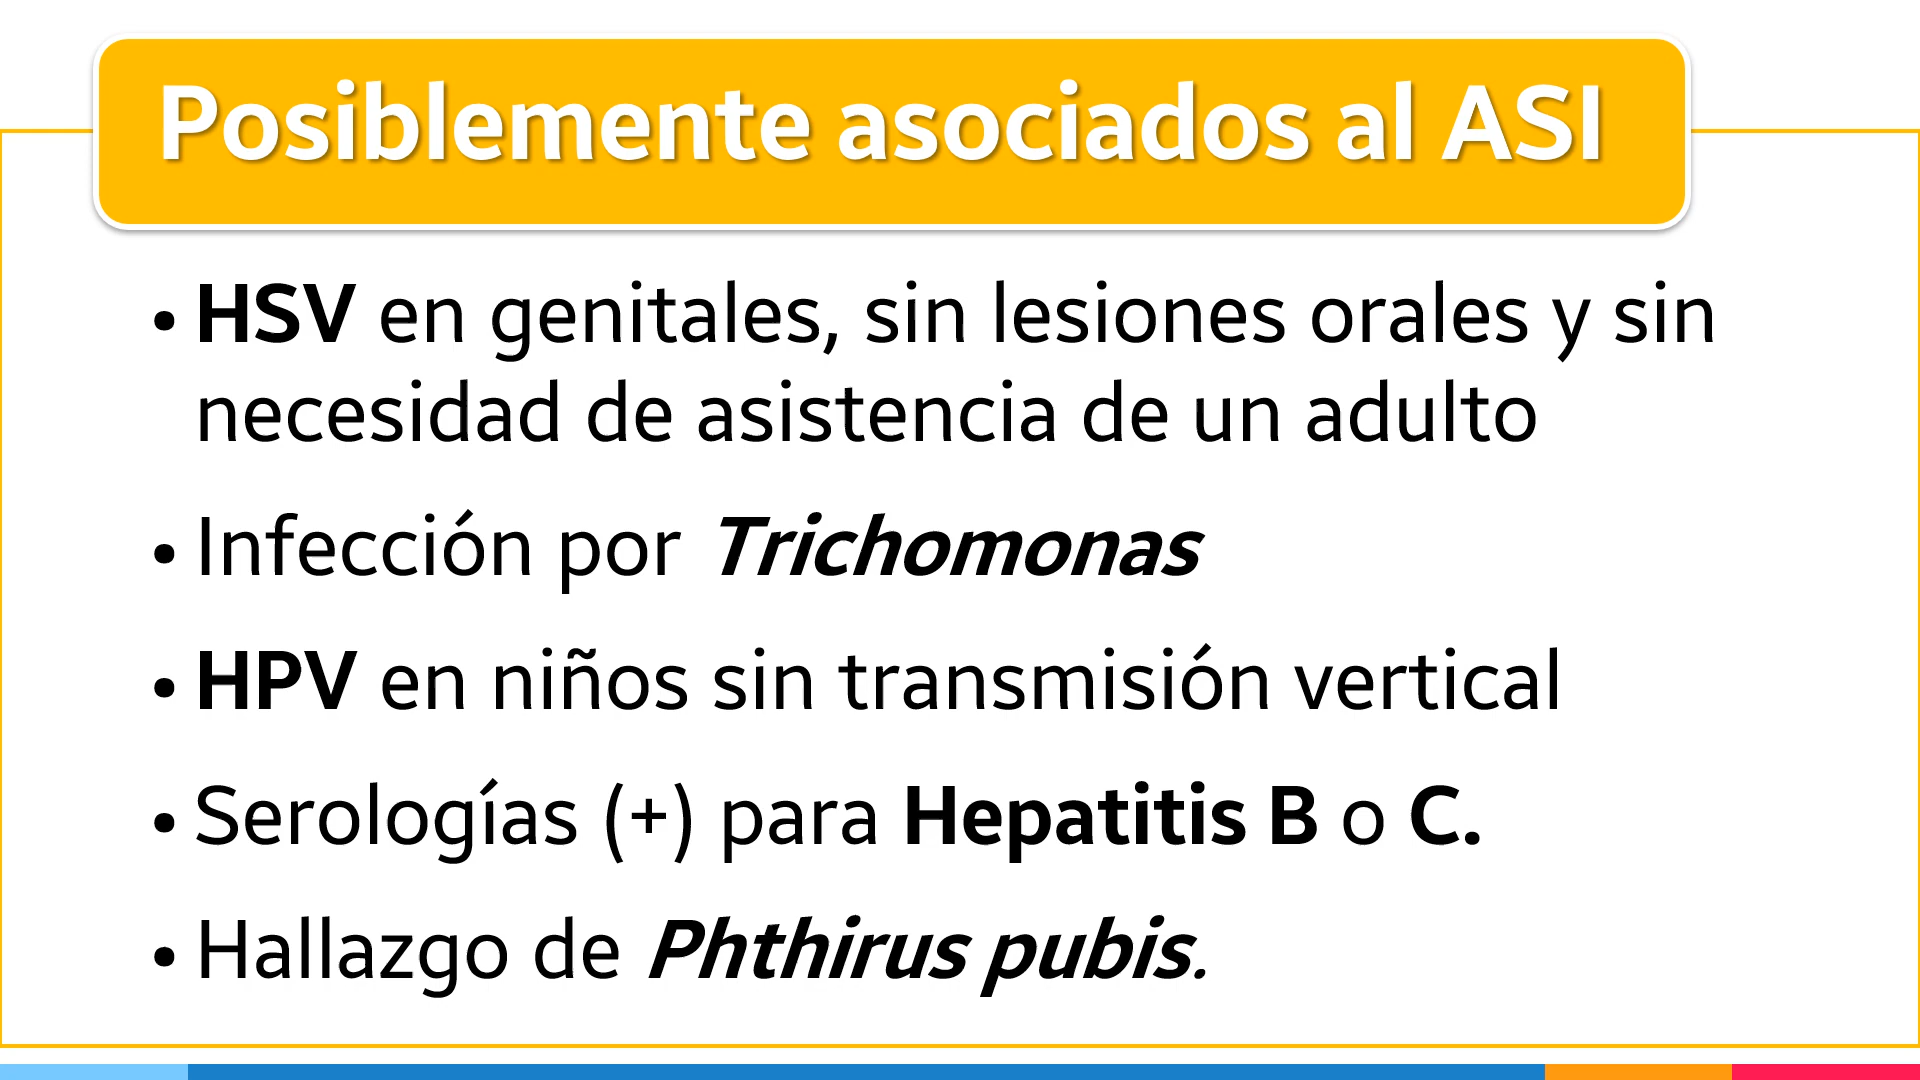 Posiblemente asociados al ASI
• HSV en genitales, sin lesiones orales y sin
necesidad de asistencia de un adulto
• Infección por Trichomonas
• HPV en niños sin transmisión vertical
• Serologías (+) para Hepatitis B o C.
• Hallazgo de Phthirus pubis.